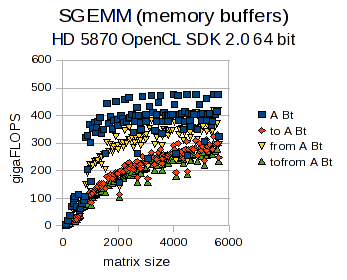 SGEMM (memory buffers)
HD 5870 OpenCL SDK 2.0 64 bit
600
500
400
300
200
100
0
gigaFLOPS
0 2000 4000 6000
matrix size
A Bt
to A Bt
from A Bt
tofrom A Bt